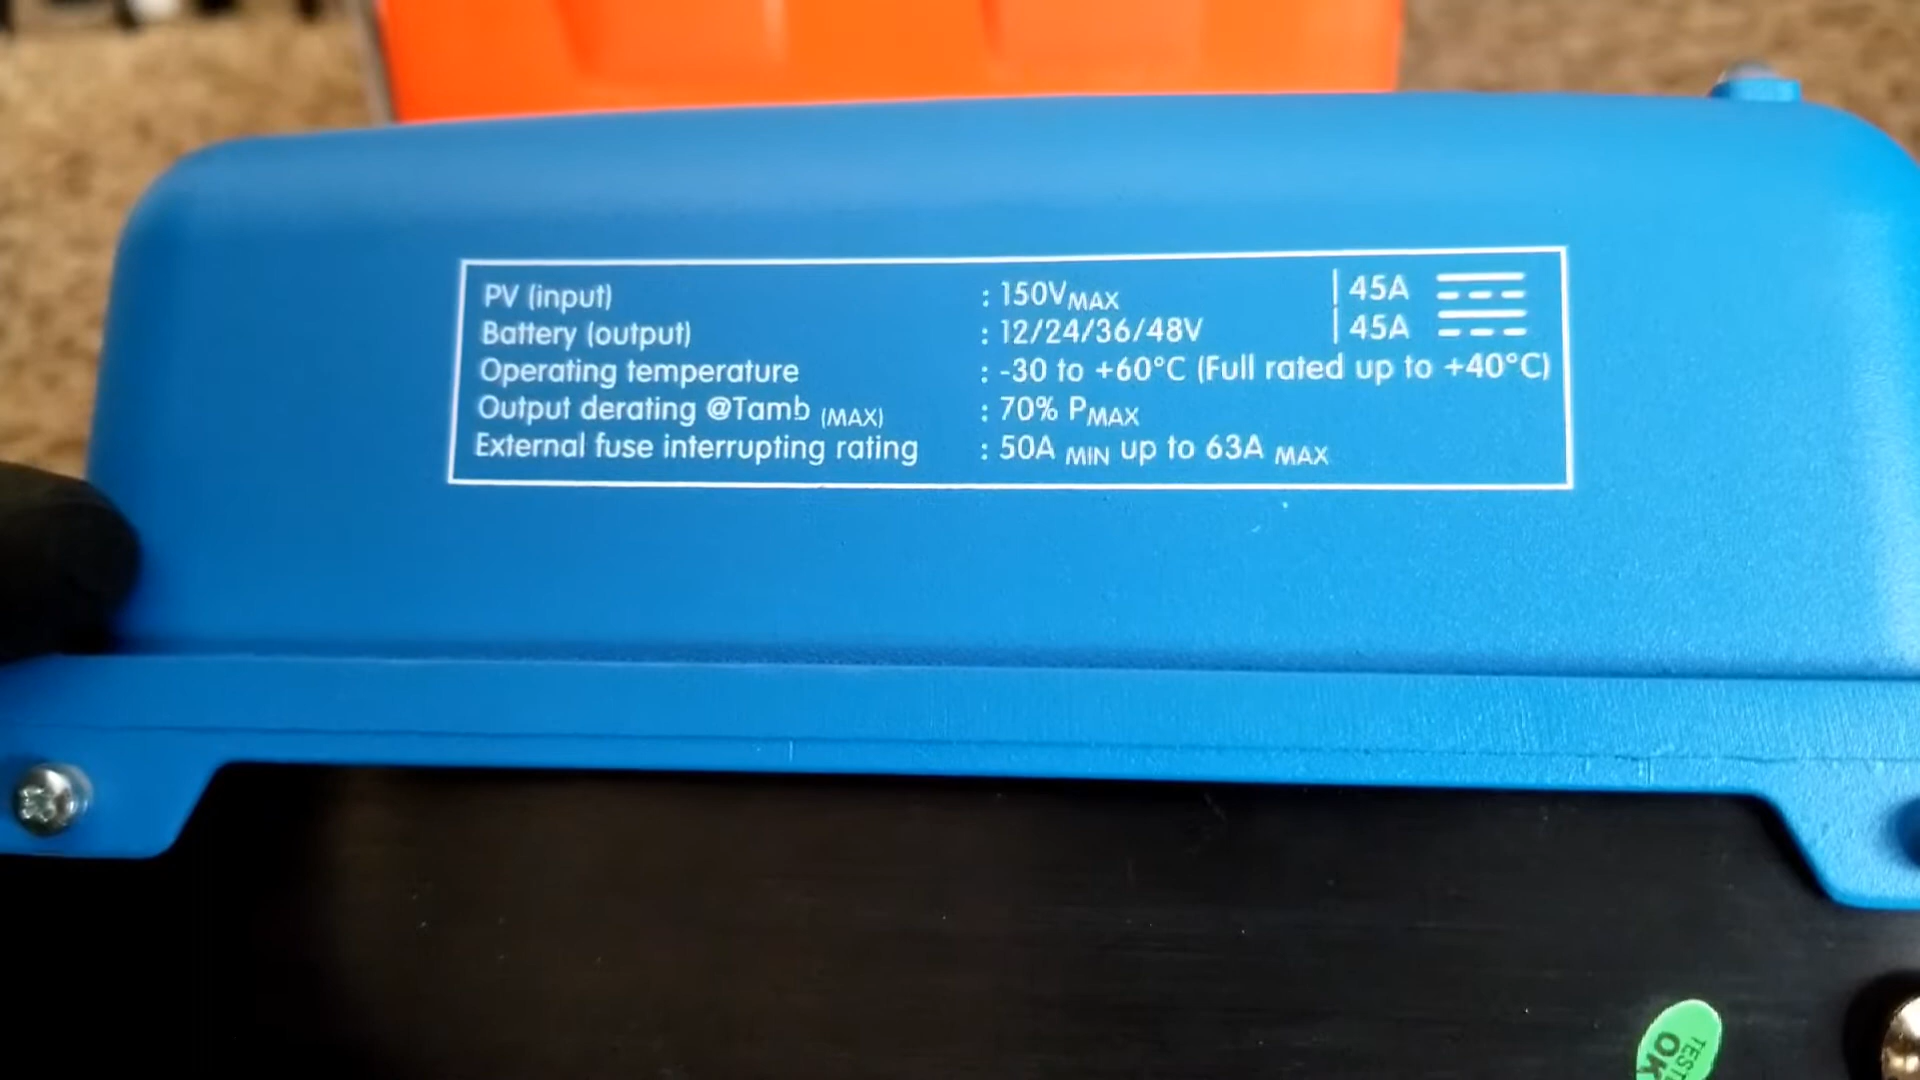 PV (input) : 150VMAX | 45A
Battery (output) : 12/24/36/48V | 45A
Operating temperature : -30 to +60°C (Full rated up to +40°C)
Output derating @Tamb (MAX) : 70% PMAX
External fuse interrupting rating : 50A MIN up to 63A MAX
OK